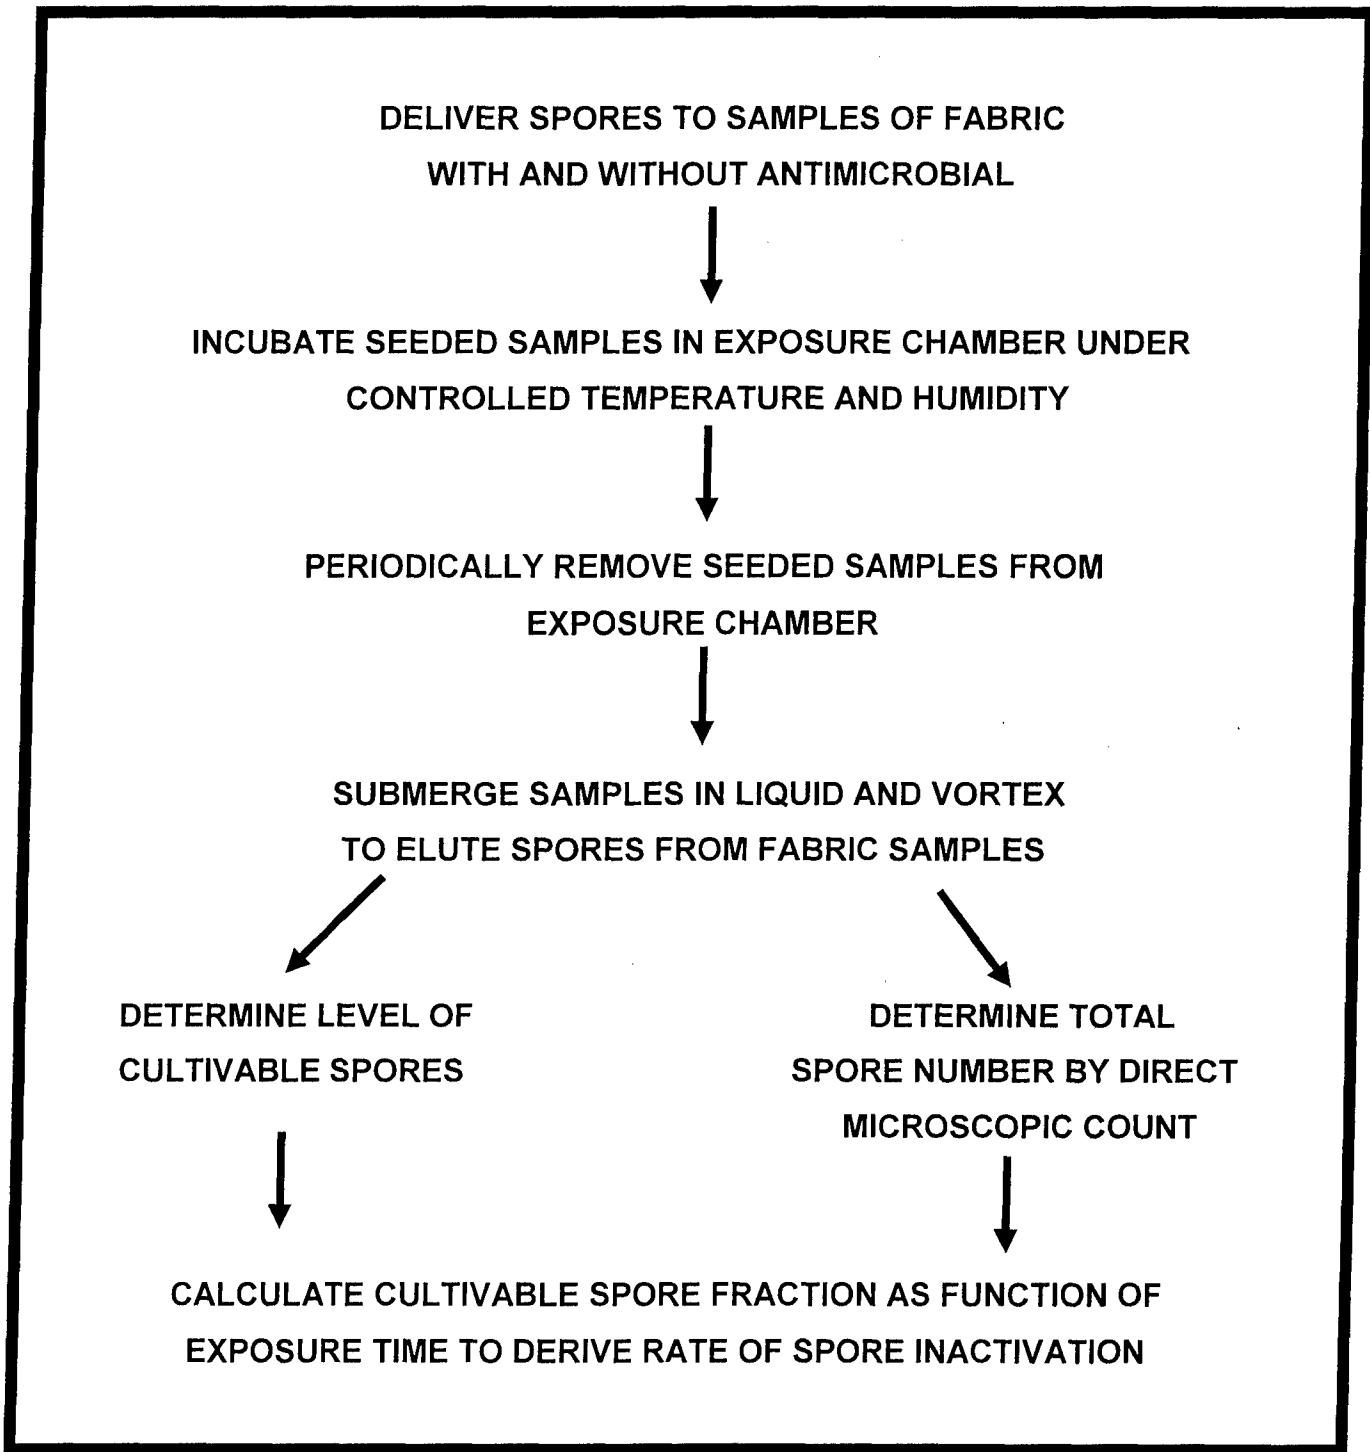 DELIVER SPORES TO SAMPLES OF FABRIC
WITH AND WITHOUT ANTIMICROBIAL
INCUBATE SEEDED SAMPLES IN EXPOSURE CHAMBER UNDER
CONTROLLED TEMPERATURE AND HUMIDITY
PERIODICALLY REMOVE SEEDED SAMPLES FROM
EXPOSURE CHAMBER
SUBMERGE SAMPLES IN LIQUID AND VORTEX
TO ELUTE SPORES FROM FABRIC SAMPLES
DETERMINE LEVEL OF
CULTIVABLE SPORES
DETERMINE TOTAL
SPORE NUMBER BY DIRECT
MICROSCOPIC COUNT
CALCULATE CULTIVABLE SPORE FRACTION AS FUNCTION OF
EXPOSURE TIME TO DERIVE RATE OF SPORE INACTIVATION